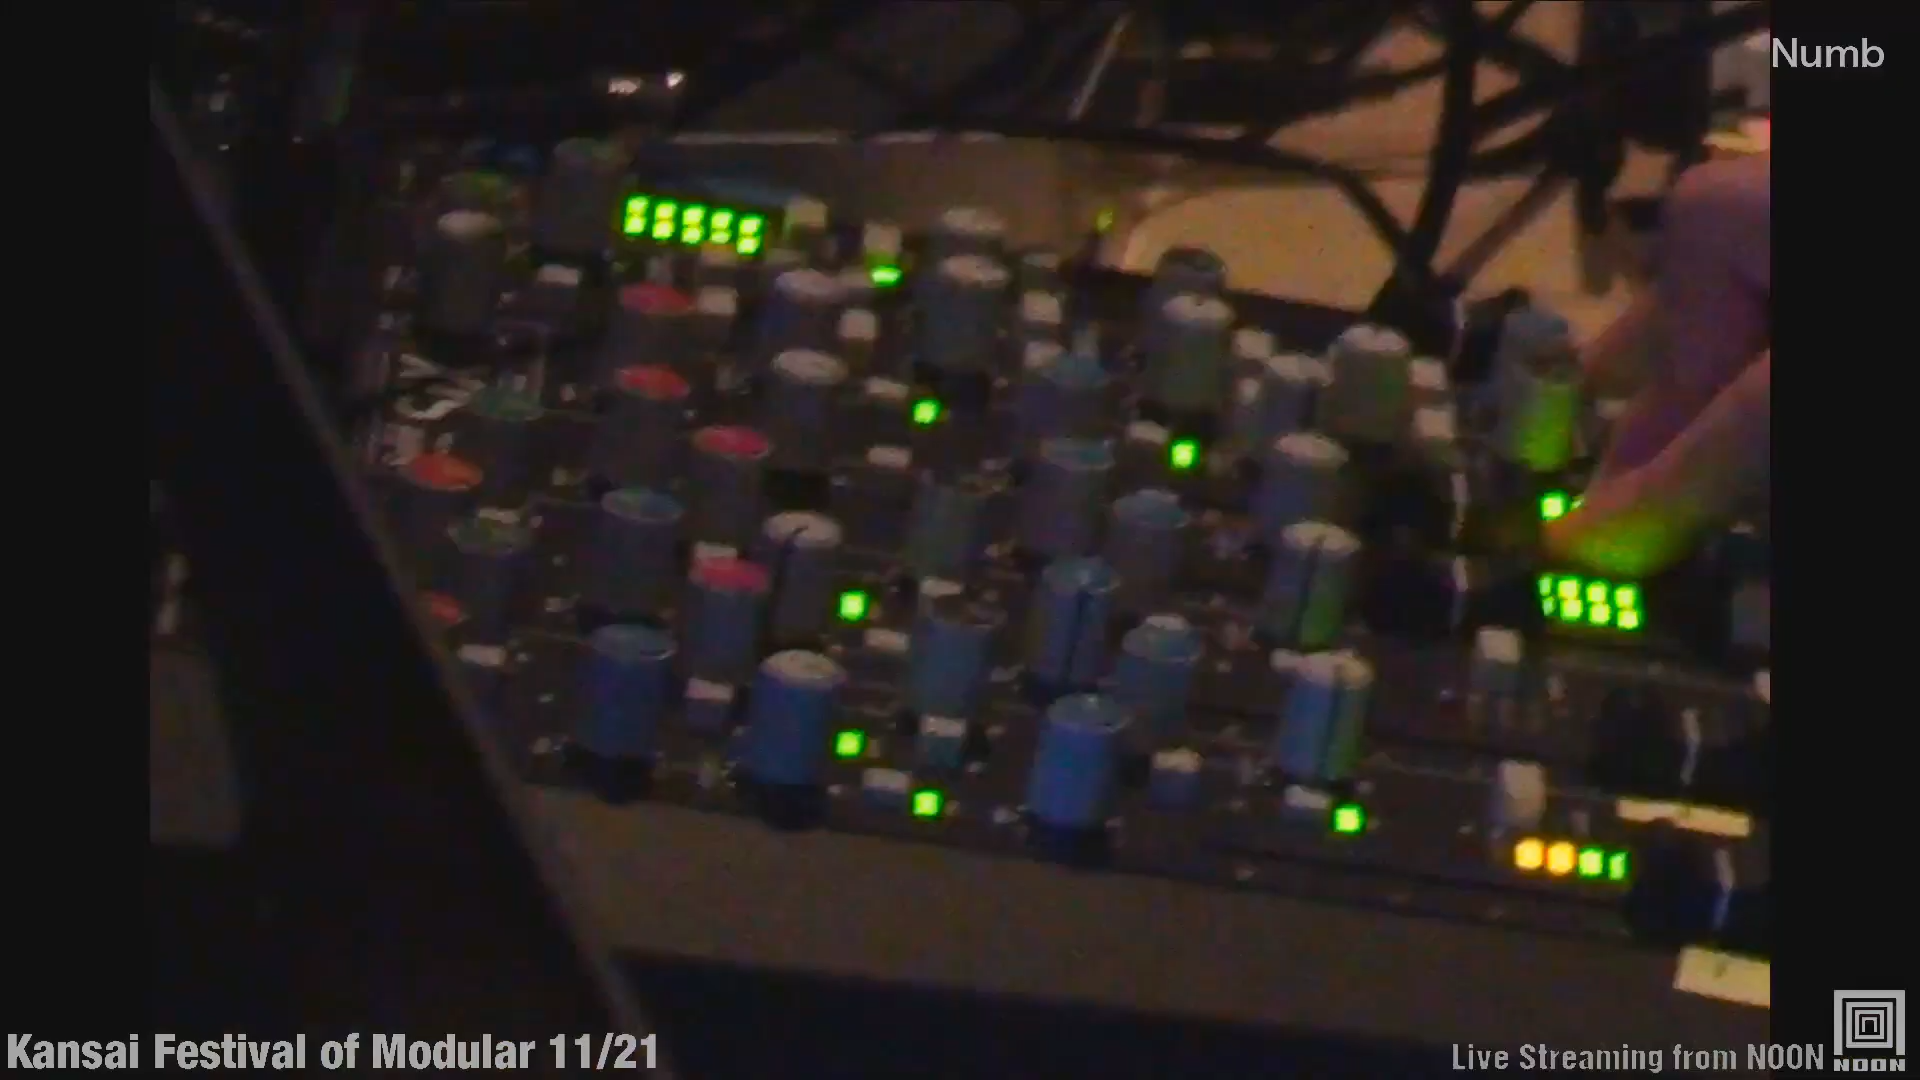 Numb
Kansai Festival of Modular 11/21
Live Streaming from NOON
NOON